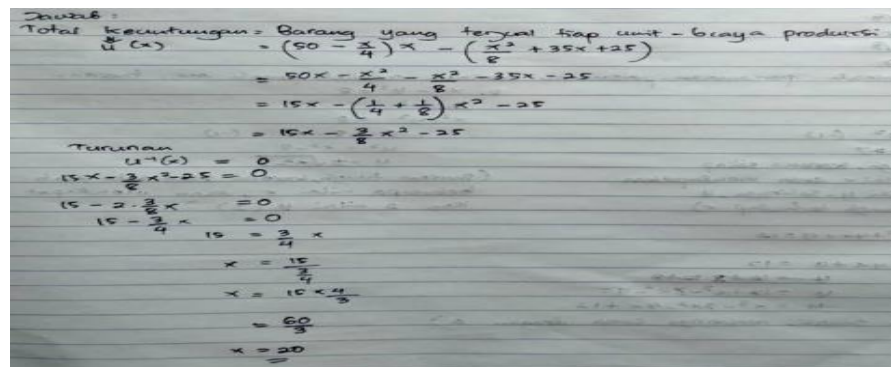 Jawab :
Total keuntungan = Barang yang terjual tiap unit - biaya produksi
u (x) = (50 - x/4) x - (x²/8 + 35x + 25)
= 50x - x²/4 - x²/8 - 35x - 25
= 15x - (1/4 + 1/8) x² - 25
= 15x - 3/8 x² - 25
Turunan
u'(x) = 0
15x - 3/8 x² - 25 = 0
15 - 2 . 3/8 x = 0
15 - 3/4 x = 0
15 = 3/4 x
x = 15 / 3/4
x = 15 x 4/3
= 60/3
x = 20